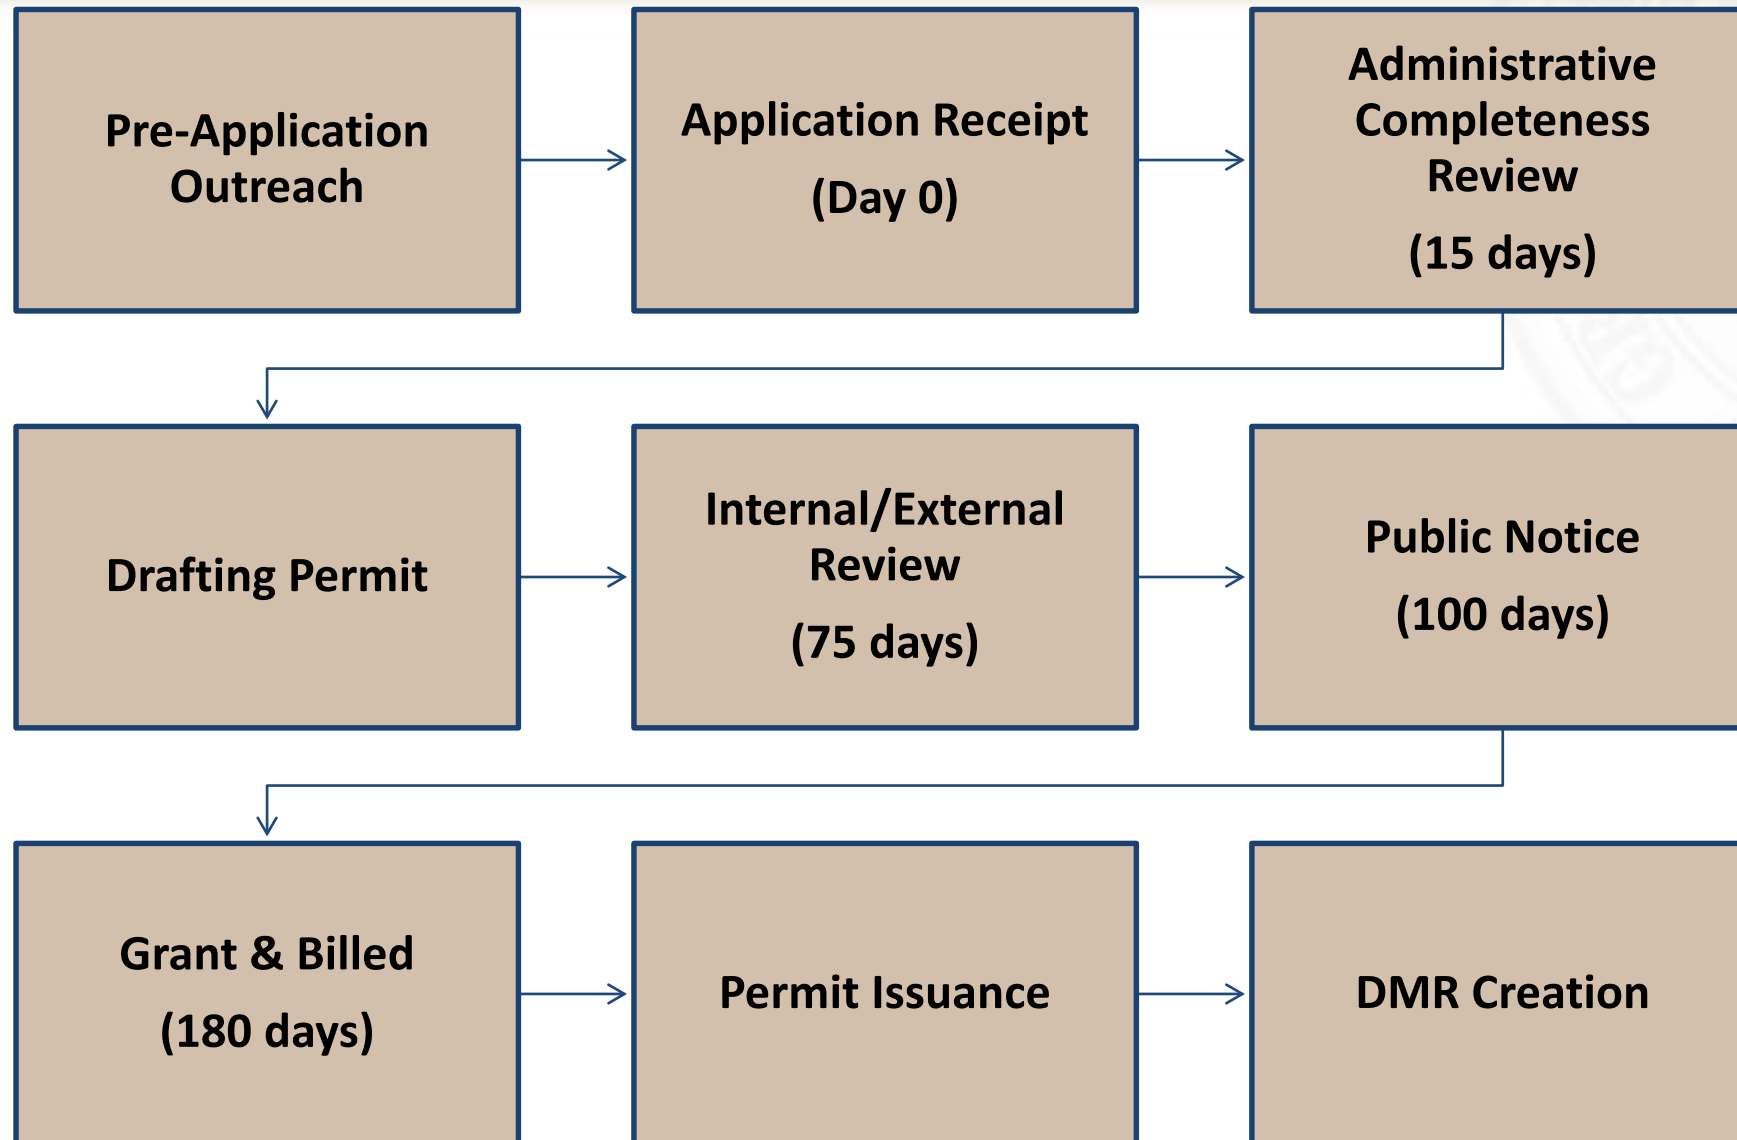 Pre-Application
Outreach
Application Receipt
(Day 0)
Administrative
Completeness
Review
(15 days)
Drafting Permit
Internal/External
Review
(75 days)
Public Notice
(100 days)
Grant & Billed
(180 days)
Permit Issuance
DMR Creation